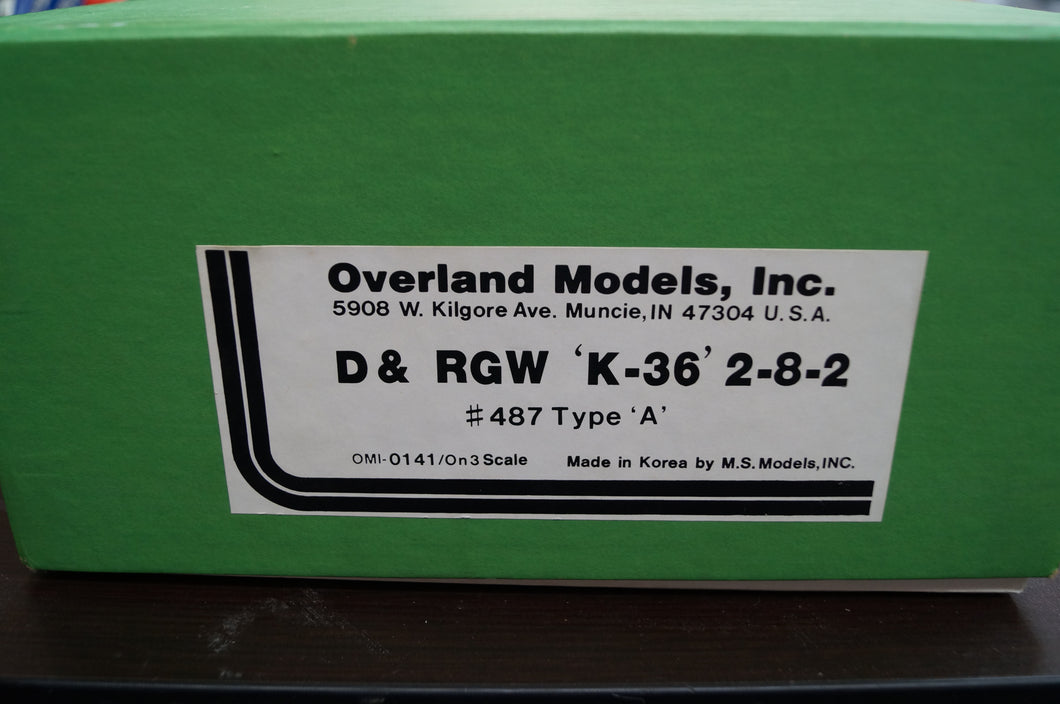 Overland Models, Inc.
5908 W. Kilgore Ave. Muncie, IN 47304 U.S.A.
D & RGW 'K-36' 2-8-2
#487 Type 'A'
OMI-0141/On3 Scale Made in Korea by M.S. Models, INC.